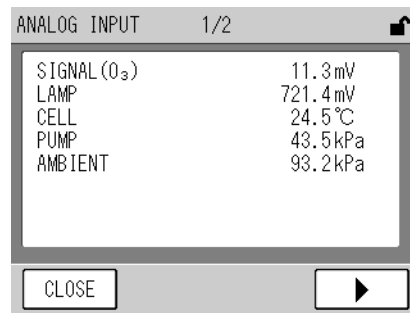 ANALOG INPUT 1/2
SIGNAL(O₃) 11.3mV
LAMP 721.4mV
CELL 24.5℃
PUMP 43.5kPa
AMBIENT 93.2kPa
CLOSE